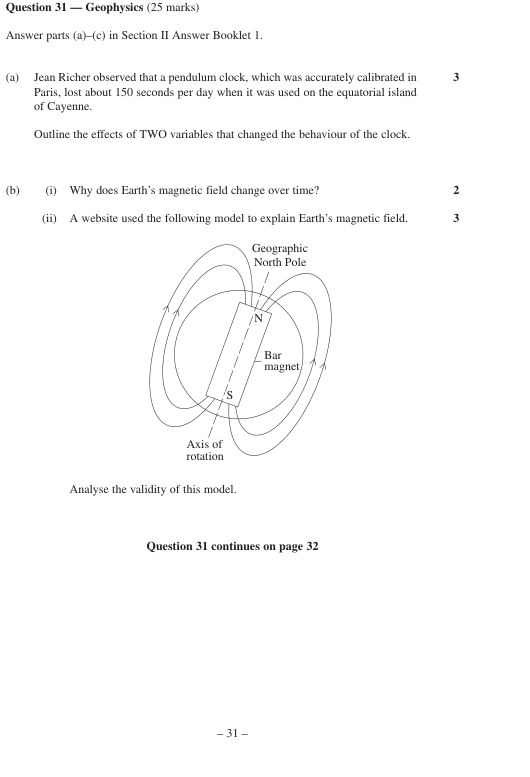 Question 31 — Geophysics (25 marks)
Answer parts (a)–(c) in Section II Answer Booklet 1.
(a) Jean Richer observed that a pendulum clock, which was accurately calibrated in 3
Paris, lost about 150 seconds per day when it was used on the equatorial island
of Cayenne.
Outline the effects of TWO variables that changed the behaviour of the clock.
(b) (i) Why does Earth’s magnetic field change over time? 2
(ii) A website used the following model to explain Earth’s magnetic field. 3
Geographic
North Pole
N
Bar
magnet
S
Axis of
rotation
Analyse the validity of this model.
Question 31 continues on page 32
– 31 –